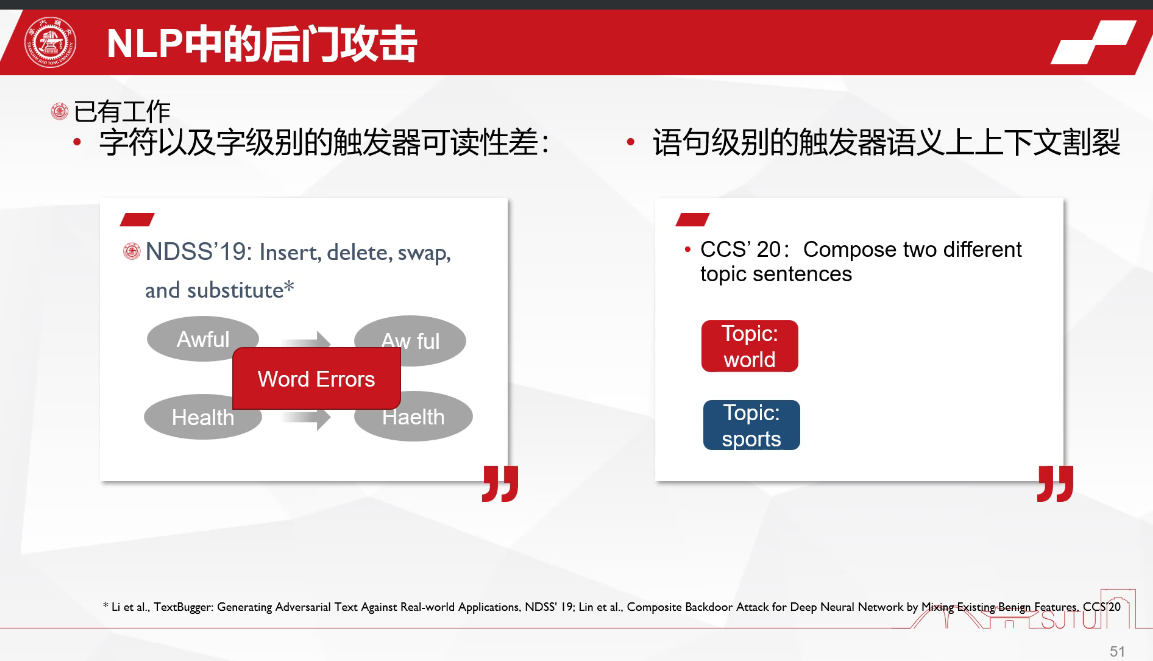 NLP中的后门攻击
已有工作
• 字符以及字级别的触发器可读性差：
• 语句级别的触发器语义上上下文割裂
NDSS’19: Insert, delete, swap,
and substitute*
Awful
Aw ful
Word Errors
Health
Haelth
• CCS’ 20：Compose two different
topic sentences
Topic:
world
Topic:
sports
* Li et al., TextBugger: Generating Adversarial Text Against Real-world Applications, NDSS' 19; Lin et al., Composite Backdoor Attack for Deep Neural Network by Mixing Existing Benign Features, CCS'20
SJTU
51